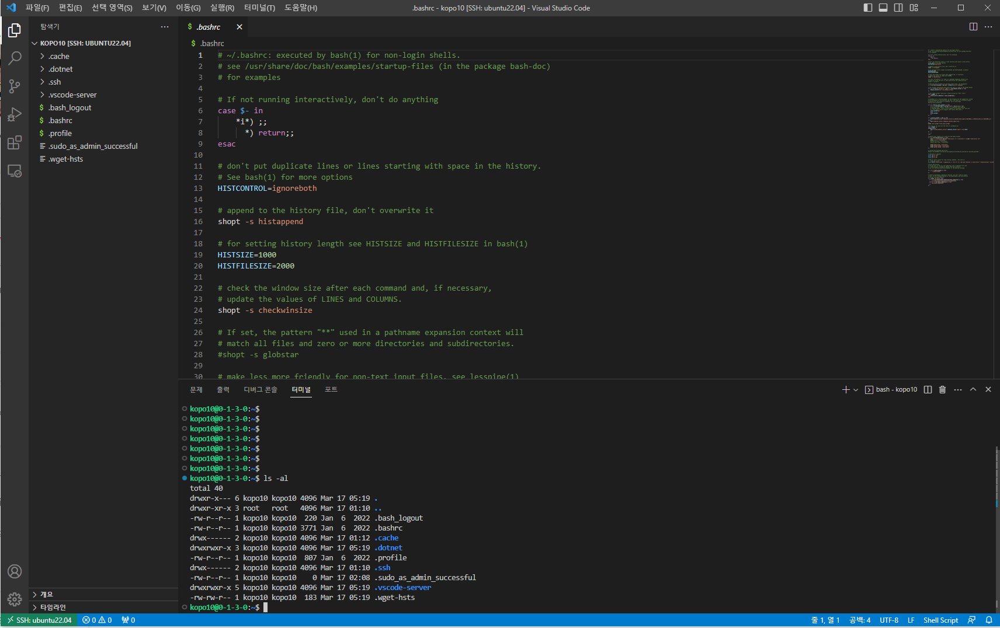 파일(F) 편집(E) 선택 영역(S) 보기(V) 이동(G) 실행(R) 터미널(T) 도움말(H) .bashrc - kopo10 [SSH: ubuntu22.04] - Visual Studio Code
탐색기
KOPO10 [SSH: UBUNTU22.04]
.cache
.dotnet
.ssh
.vscode-server
$ .bash_logout
$ .bashrc
$ .profile
.sudo_as_admin_successful
.wget-hsts
개요
타임라인
$ .bashrc
$ .bashrc
1 # ~/.bashrc: executed by bash(1) for non-login shells.
2 # see /usr/share/doc/bash/examples/startup-files (in the package bash-doc)
3 # for examples
4
5 # If not running interactively, don't do anything
6 case $- in
7 *i*) ;;
8 *) return;;
9 esac
10
11 # don't put duplicate lines or lines starting with space in the history.
12 # See bash(1) for more options
13 HISTCONTROL=ignoreboth
14
15 # append to the history file, don't overwrite it
16 shopt -s histappend
17
18 # for setting history length see HISTSIZE and HISTFILESIZE in bash(1)
19 HISTSIZE=1000
20 HISTFILESIZE=2000
21
22 # check the window size after each command and, if necessary,
23 # update the values of LINES and COLUMNS.
24 shopt -s checkwinsize
25
26 # If set, the pattern "**" used in a pathname expansion context will
27 # match all files and zero or more directories and subdirectories.
28 #shopt -s globstar
29
30 # make less more friendly for non-text input files, see lesspipe(1)
문제 출력 디버그 콘솔 터미널 포트 bash - kopo10
kopo10@0-1-3-0:~$
kopo10@0-1-3-0:~$
kopo10@0-1-3-0:~$
kopo10@0-1-3-0:~$
kopo10@0-1-3-0:~$
kopo10@0-1-3-0:~$
kopo10@0-1-3-0:~$
kopo10@0-1-3-0:~$ ls -al
total 40
drwxr-x--- 6 kopo10 kopo10 4096 Mar 17 05:19 .
drwxr-xr-x 3 root root 4096 Mar 17 01:10 ..
-rw-r--r-- 1 kopo10 kopo10 220 Jan 6 2022 .bash_logout
-rw-r--r-- 1 kopo10 kopo10 3771 Jan 6 2022 .bashrc
drwx------ 2 kopo10 kopo10 4096 Mar 17 01:12 .cache
drwxrwxr-x 3 kopo10 kopo10 4096 Mar 17 05:19 .dotnet
-rw-r--r-- 1 kopo10 kopo10 807 Jan 6 2022 .profile
drwx------ 2 kopo10 kopo10 4096 Mar 17 01:10 .ssh
-rw-r--r-- 1 kopo10 kopo10 0 Mar 17 02:08 .sudo_as_admin_successful
drwxrwxr-x 5 kopo10 kopo10 4096 Mar 17 05:19 .vscode-server
-rw-rw-r-- 1 kopo10 kopo10 183 Mar 17 05:19 .wget-hsts
kopo10@0-1-3-0:~$
SSH: ubuntu22.04 0 0 0 줄 1, 열 1 공백: 4 UTF-8 LF Shell Script